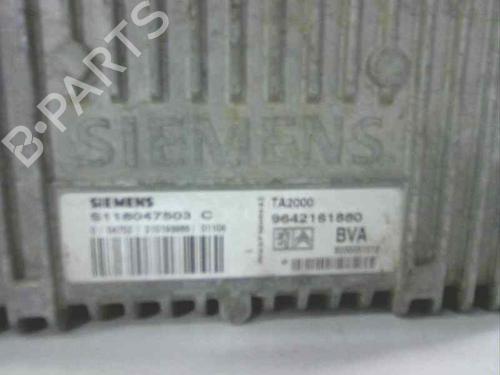 B-PARTS
SIEMENS
SIEMENS
S118047503 C
TA2000
9642161880
BVA